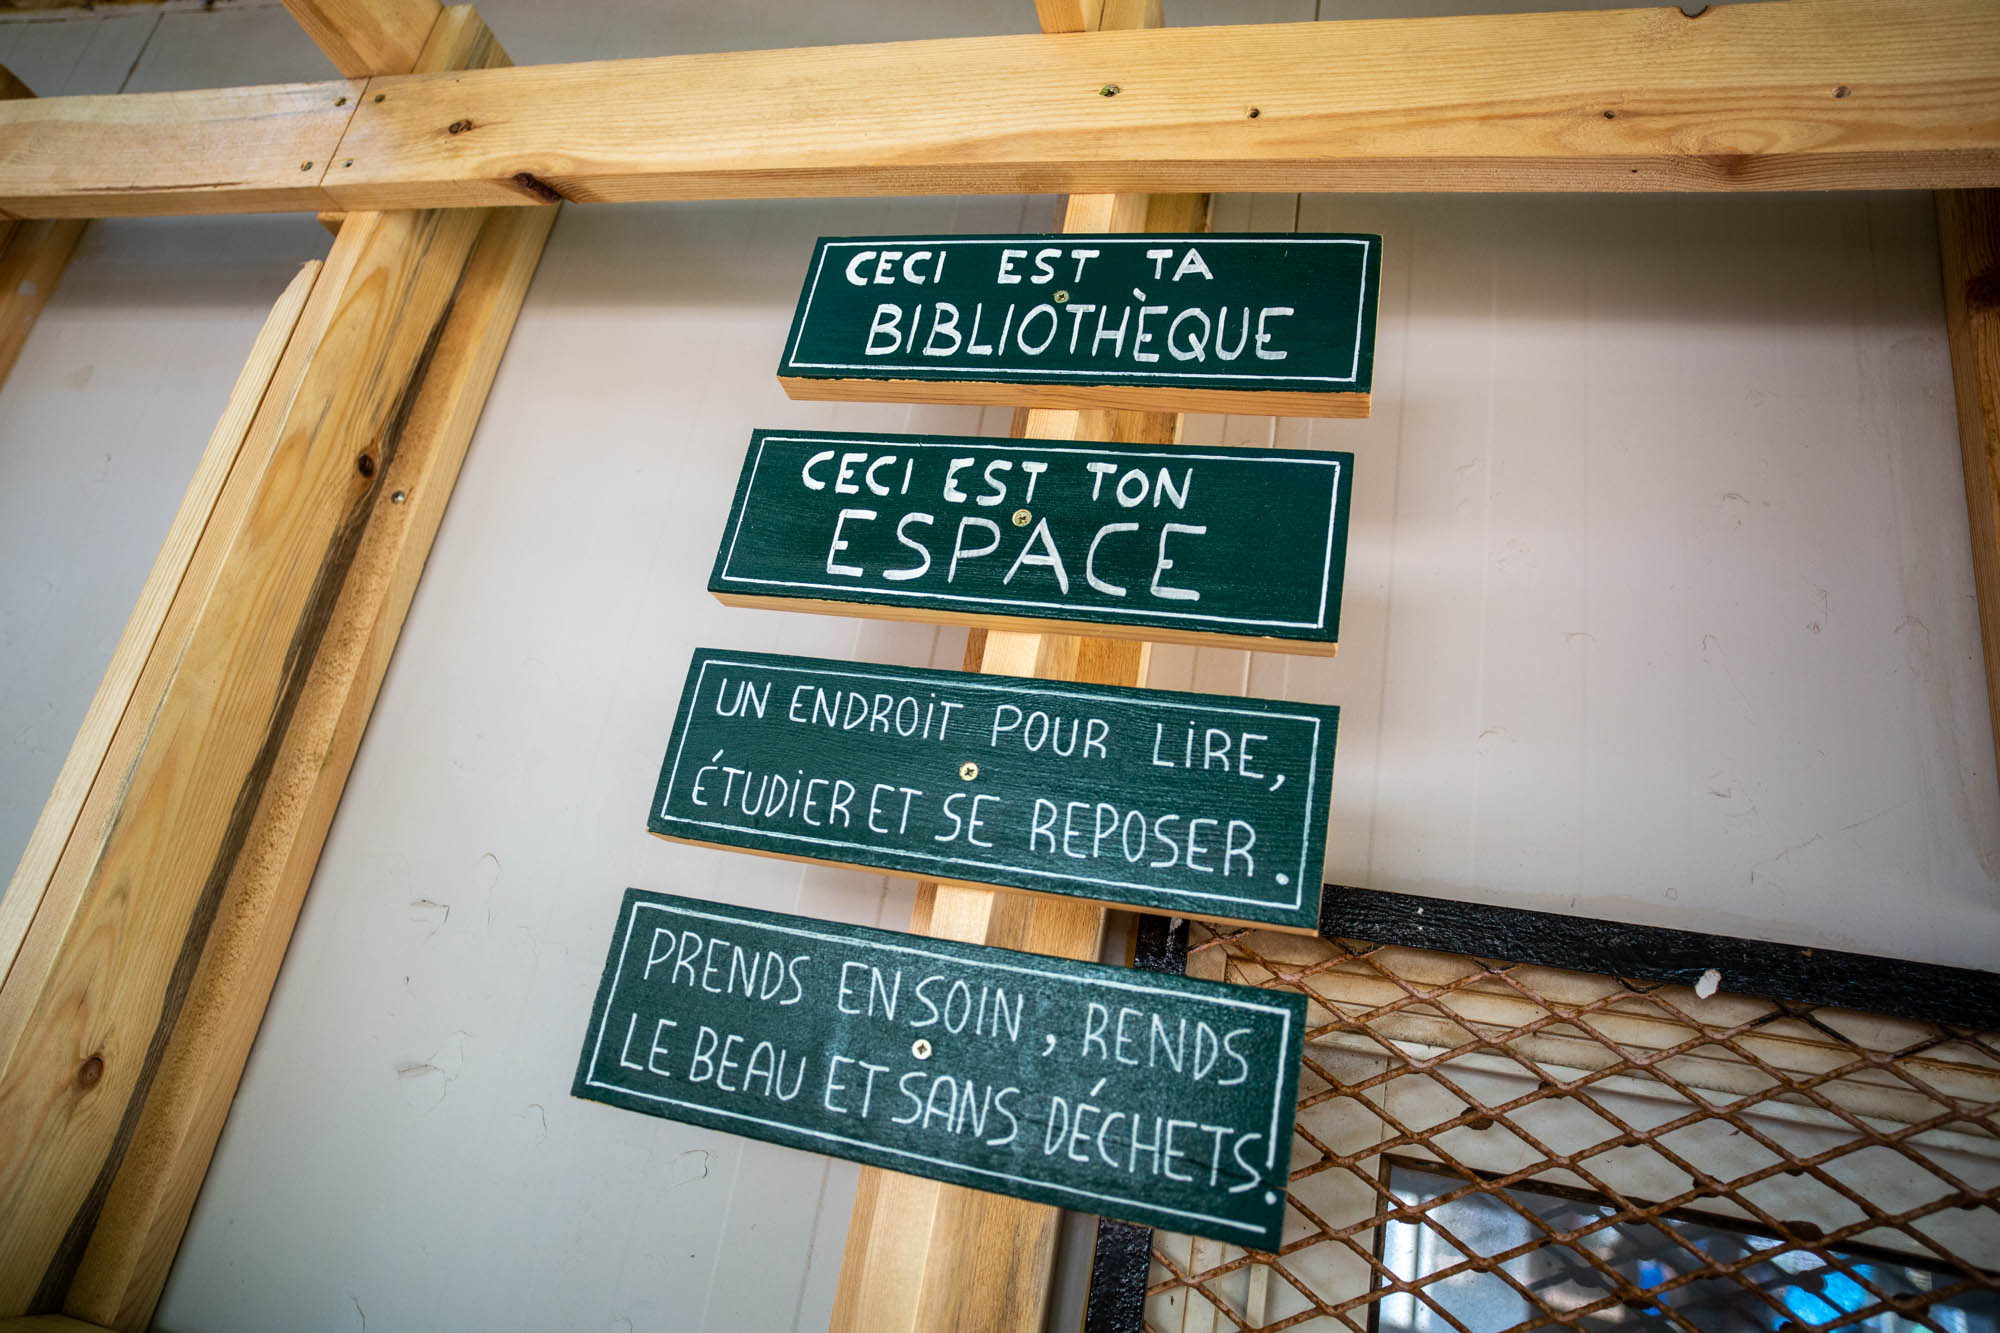 CECI EST TA
BIBLIOTHÈQUE
CECI EST TON
ESPACE
UN ENDROIT POUR LIRE,
ÉTUDIER ET SE REPOSER.
PRENDS EN SOIN, RENDS
LE BEAU ET SANS DÉCHETS!